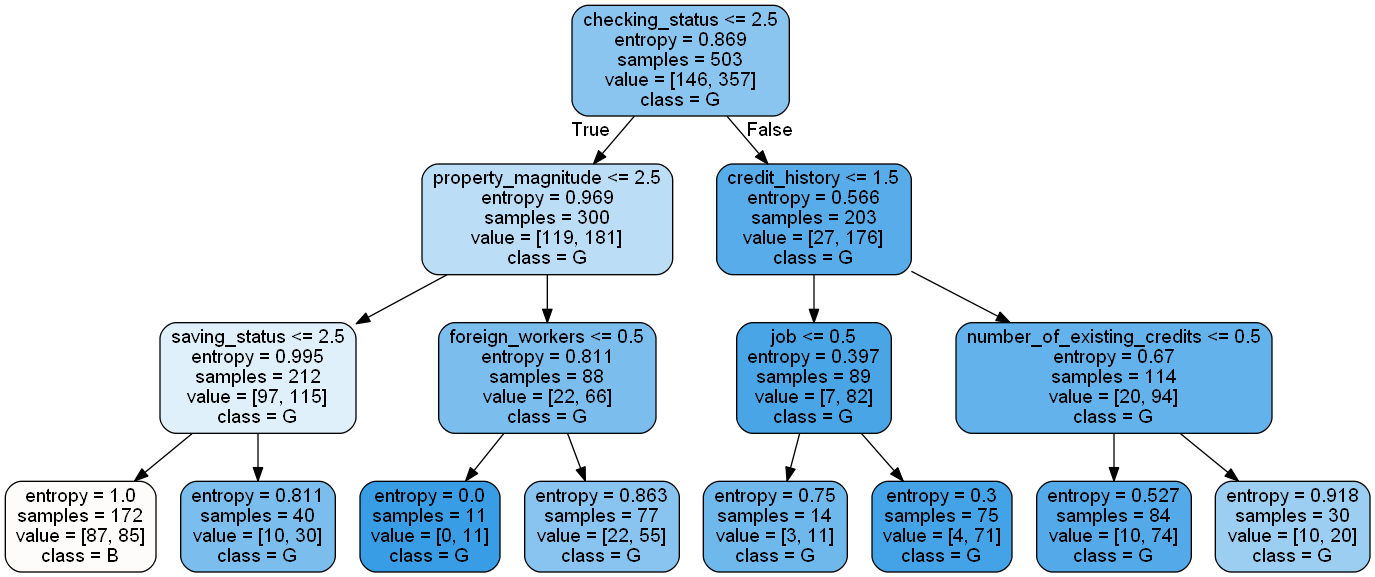 checking_status <= 2.5
entropy = 0.869
samples = 503
value = [146, 357]
class = G
True
False
property_magnitude <= 2.5
entropy = 0.969
samples = 300
value = [119, 181]
class = G
credit_history <= 1.5
entropy = 0.566
samples = 203
value = [27, 176]
class = G
saving_status <= 2.5
entropy = 0.995
samples = 212
value = [97, 115]
class = G
foreign_workers <= 0.5
entropy = 0.811
samples = 88
value = [22, 66]
class = G
job <= 0.5
entropy = 0.397
samples = 89
value = [7, 82]
class = G
number_of_existing_credits <= 0.5
entropy = 0.67
samples = 114
value = [20, 94]
class = G
entropy = 1.0
samples = 172
value = [87, 85]
class = B
entropy = 0.811
samples = 40
value = [10, 30]
class = G
entropy = 0.0
samples = 11
value = [0, 11]
class = G
entropy = 0.863
samples = 77
value = [22, 55]
class = G
entropy = 0.75
samples = 14
value = [3, 11]
class = G
entropy = 0.3
samples = 75
value = [4, 71]
class = G
entropy = 0.527
samples = 84
value = [10, 74]
class = G
entropy = 0.918
samples = 30
value = [10, 20]
class = G